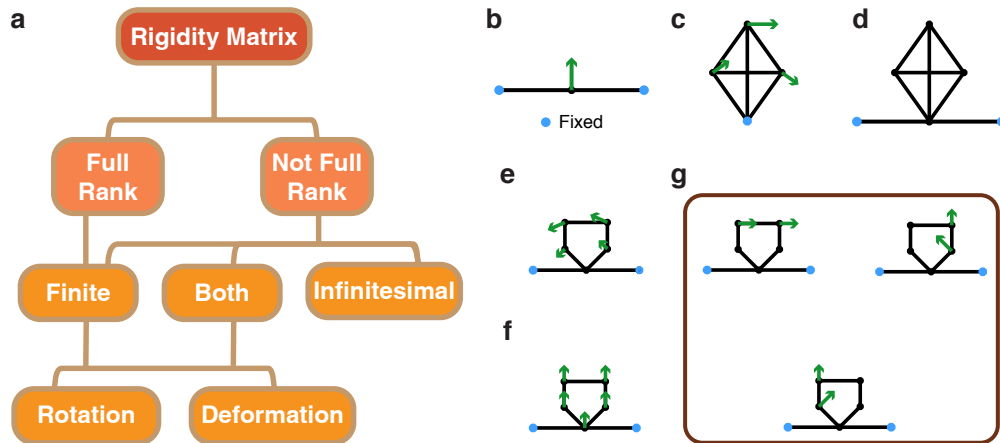 a
Rigidity Matrix
Full
Rank
Not Full
Rank
Finite
Both
Infinitesimal
Rotation
Deformation
b
Fixed
c
d
e
f
g